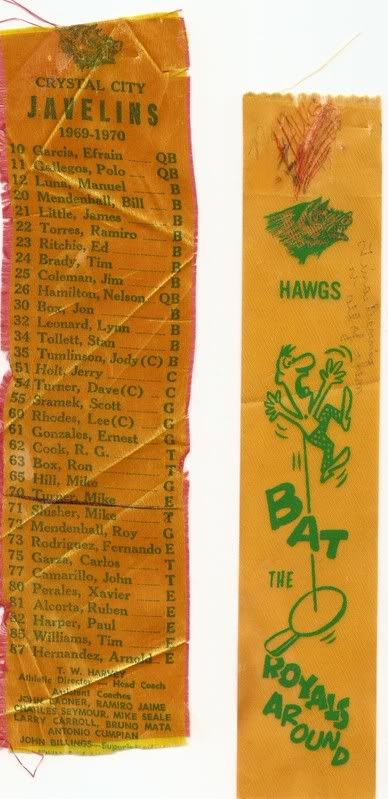 CRYSTAL CITY
JAVELINS
1969-1970
10 Garcia, Efrain QB
11 Gallegos, Polo QB
12 Luna, Manuel B
20 Mendenhall, Bill B
21 Little, James B
22 Torres, Ramiro B
23 Ritchie, Ed B
24 Brady, Tim B
25 Coleman, Jim B
26 Hamilton, Nelson QB
30 Box, Jon B
32 Leonard, Lynn B
34 Tollett, Stan B
35 Tumlinson, Jody (C) B
51 Holt, Jerry C
54 Turner, Dave (C) C
55 Sramek, Scott G
60 Rhodes, Lee (C) G
61 Gonzales, Ernest G
62 Cook, R. G. G
63 Box, Ron T
65 Hill, Mike G
70 Turner, Mike E
71 Slusher, Mike T
72 Mendenhall, Roy G
73 Rodriguez, Fernando E
75 Garza, Carlos T
77 Camarillo, John T
80 Perales, Xavier E
81 Alcorta, Ruben E
82 Harper, Paul E
85 Williams, Tim E
87 Hernandez, Arnold E
T. W. HARVEY
Athletic Director — Head Coach
Assistant Coaches
JOHN LADNER, RAMIRO JAIME
CHARLES SEYMOUR, MIKE SEALE
LARRY CARROLL, BRUNO MATA
ANTONIO CUMPIAN
JOHN BILLINGS
HAWGS
BAT
THE
ROYALS
AROUND